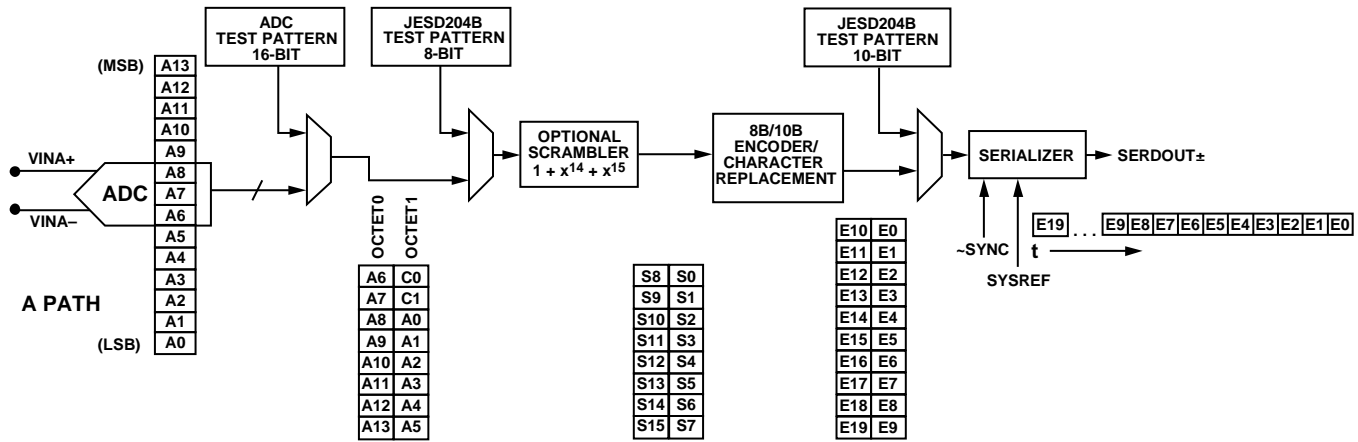 ADC
TEST PATTERN
16-BIT
JESD204B
TEST PATTERN
8-BIT
JESD204B
TEST PATTERN
10-BIT
(MSB)
A13
A12
A11
A10
A9
A8
A7
A6
A5
A4
A3
A2
A1
A0
(LSB)
VINA+
ADC
VINA–
A PATH
OCTET0
OCTET1
A6 C0
A7 C1
A8 A0
A9 A1
A10 A2
A11 A3
A12 A4
A13 A5
OPTIONAL
SCRAMBLER
1 + x14 + x15
S8 S0
S9 S1
S10 S2
S11 S3
S12 S4
S13 S5
S14 S6
S15 S7
8B/10B
ENCODER/
CHARACTER
REPLACEMENT
E10 E0
E11 E1
E12 E2
E13 E3
E14 E4
E15 E5
E16 E6
E17 E7
E18 E8
E19 E9
SERIALIZER
SERDOUT±
~SYNC
SYSREF
E19 . . . E9 E8 E7 E6 E5 E4 E3 E2 E1 E0
t